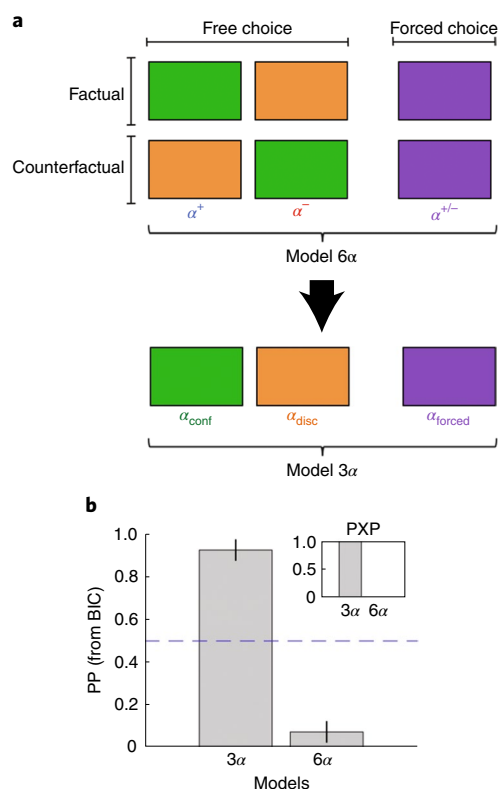 a
Free choice
Forced choice
Factual
Counterfactual
α+
α−
α+/−
Model 6α
αconf
αdisc
αforced
Model 3α
b
PXP
1.0
0.5
0
3α 6α
PP (from BIC)
1.0
0.8
0.6
0.4
0.2
0
3α
6α
Models